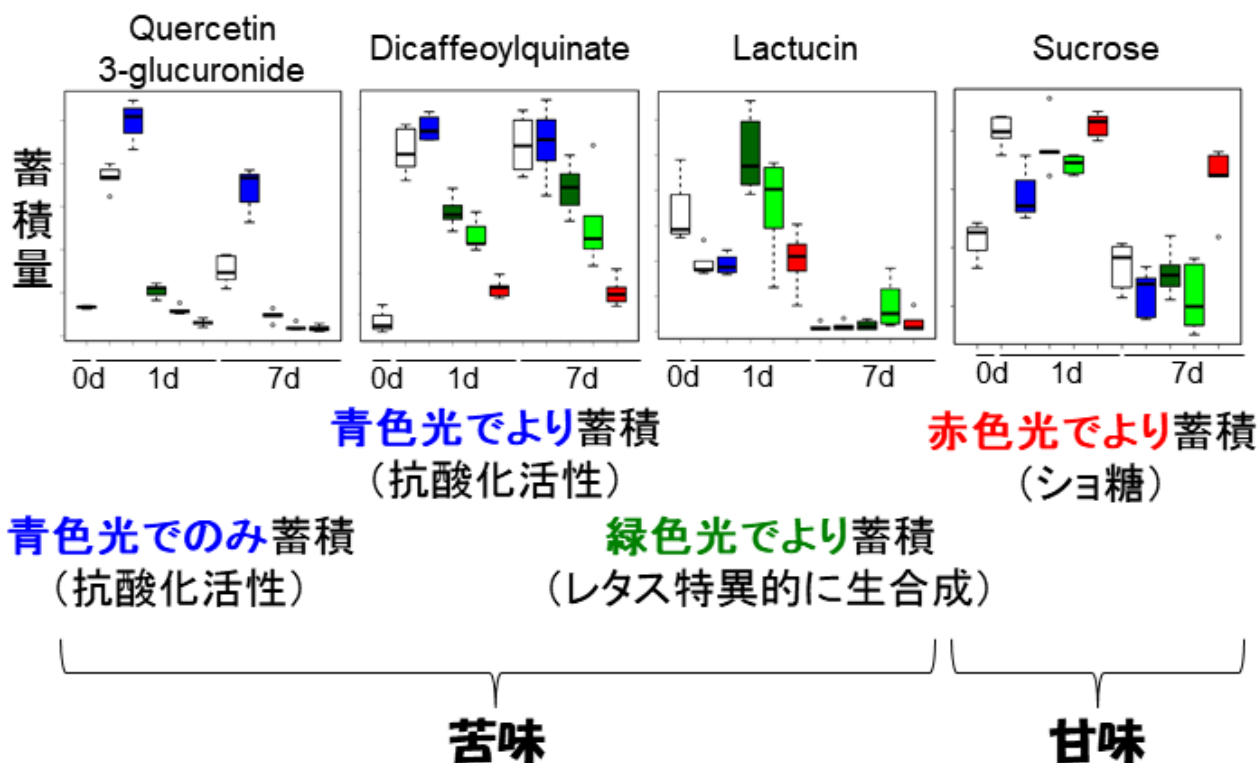 Quercetin
3-glucuronide
Dicaffeoylquinate
Lactucin
Sucrose
蓄積量
0d 1d 7d
0d 1d 7d
0d 1d 7d
0d 1d 7d
青色光でより蓄積
(抗酸化活性)
赤色光でより蓄積
(ショ糖)
青色光でのみ蓄積
(抗酸化活性)
緑色光でより蓄積
(レタス特異的に生合成)
苦味
甘味